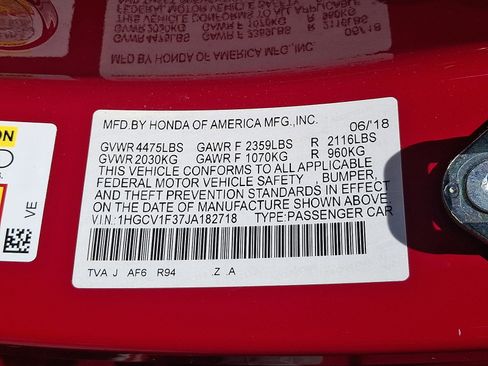 MFD.BY HONDA OF AMERICA MFG.,INC. 06/18
GVWR 4475LBS GAWR F 2359LBS R 2116LBS
GVWR 2030KG GAWR F 1070KG R 960KG
THIS VEHICLE CONFORMS TO ALL APPLICABLE
FEDERAL MOTOR VEHICLE SAFETY , BUMPER,
AND THEFT PREVENTION STANDARDS IN EFFECT
ON THE DATE OF MANUFACTURE SHOWN ABOVE.
V.I.N.: 1HGCV1F37JA182718 TYPE:PASSENGER CAR
TVA J AF6 R94 .Z .A
VE